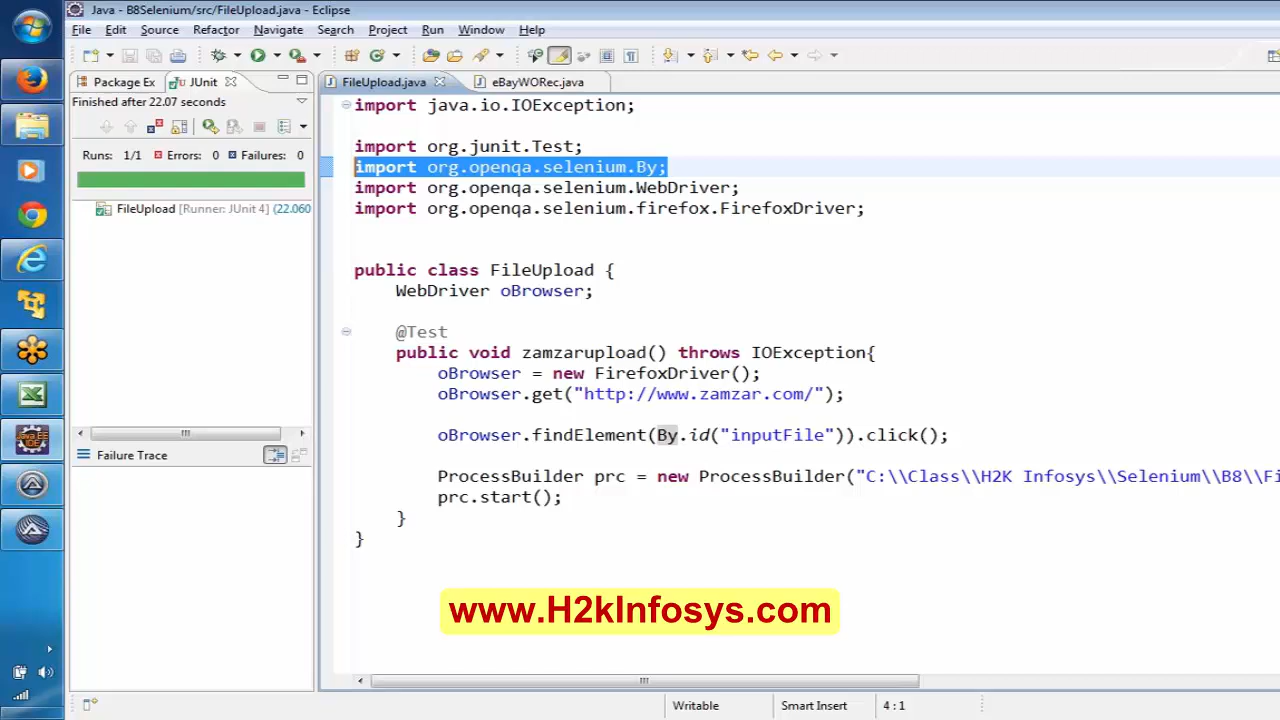 Java - B8Selenium/src/FileUpload.java - Eclipse
File Edit Source Refactor Navigate Search Project Run Window Help
Package Ex JUnit FileUpload.java eBayWORec.java
Finished after 22.07 seconds
Runs: 1/1 Errors: 0 Failures: 0
FileUpload [Runner: JUnit 4] (22.060
Failure Trace
import java.io.IOException;
import org.junit.Test;
import org.openqa.selenium.By;
import org.openqa.selenium.WebDriver;
import org.openqa.selenium.firefox.FirefoxDriver;
public class FileUpload {
WebDriver oBrowser;
@Test
public void zamzarupload() throws IOException{
oBrowser = new FirefoxDriver();
oBrowser.get("http://www.zamzar.com/");
oBrowser.findElement(By.id("inputFile")).click();
ProcessBuilder prc = new ProcessBuilder("C:\\Class\\H2K Infosys\\Selenium\\B8\\Fi
prc.start();
}
}
www.H2kInfosys.com
Writable Smart Insert 4 : 1